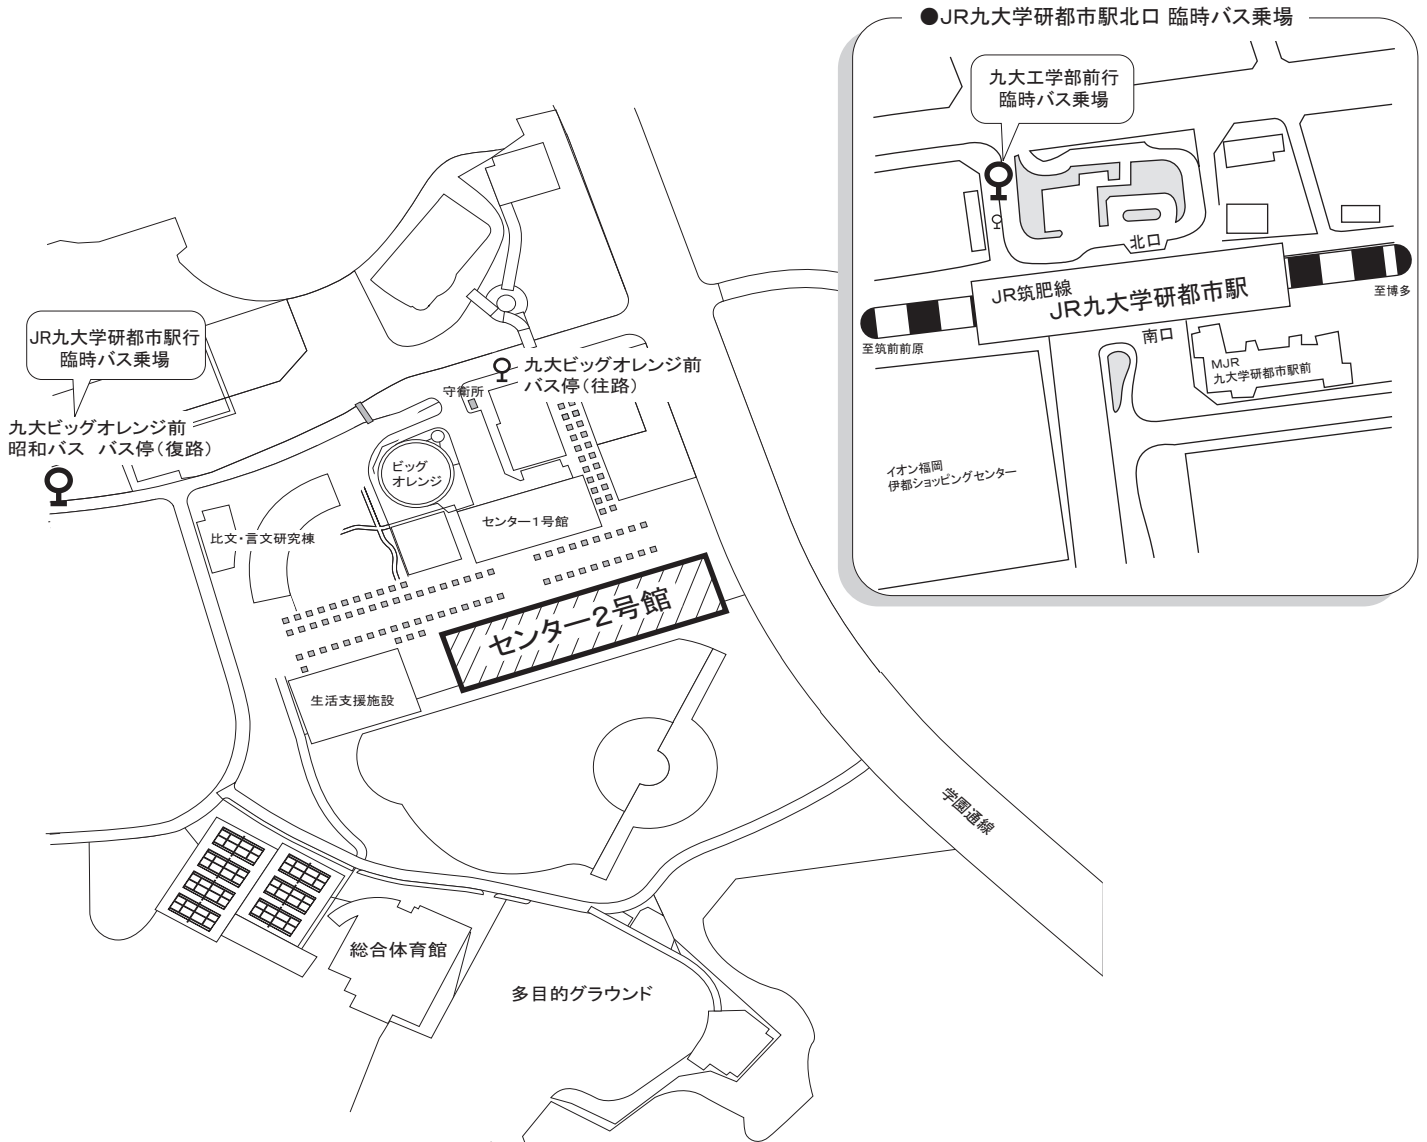 ●JR九大学研都市駅北口 臨時バス乗場
九大工学部前行
臨時バス乗場
北口
JR筑肥線
JR九大学研都市駅
至博多
至筑前前原
南口
MJR
九大学研都市駅前
イオン福岡
伊都ショッピングセンター
JR九大学研都市駅行
臨時バス乗場
九大ビッグオレンジ前
昭和バス バス停(復路)
九大ビッグオレンジ前
バス停(往路)
守衛所
ビッグ
オレンジ
センター1号館
比文・言文研究棟
センター2号館
生活支援施設
学園通線
総合体育館
多目的グラウンド